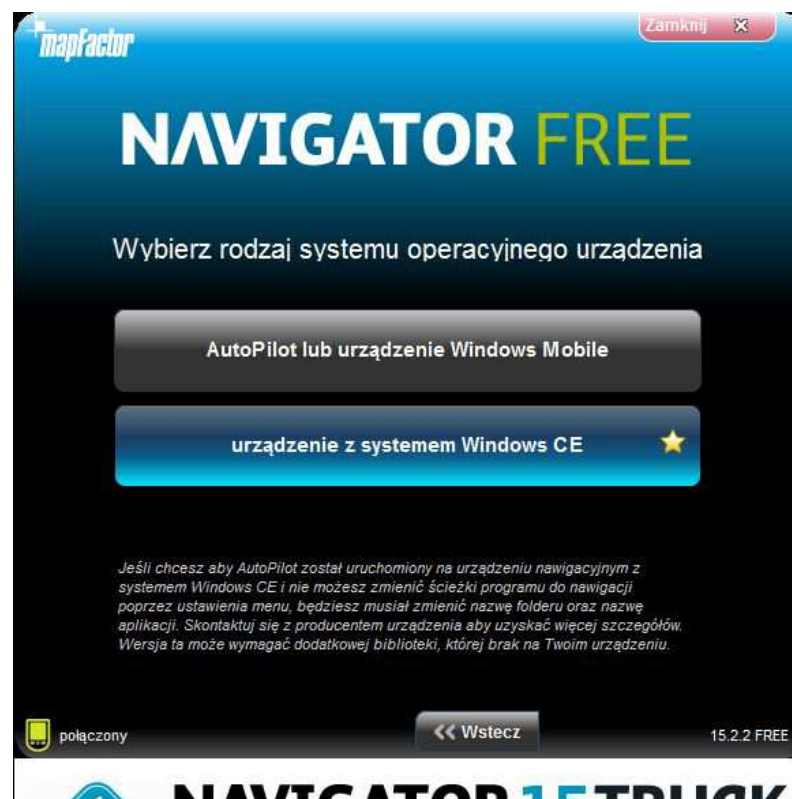 Zamknij
mapFactor
NAVIGATOR FREE
Wybierz rodzaj systemu operacyjnego urządzenia
AutoPilot lub urządzenie Windows Mobile
urządzenie z systemem Windows CE
Jeśli chcesz aby AutoPilot został uruchomiony na urządzeniu nawigacyjnym z
systemem Windows CE i nie możesz zmienić ścieżki programu do nawigacji
poprzez ustawienia menu, będziesz musiał zmienić nazwę folderu oraz nazwę
aplikacji. Skontaktuj się z producentem urządzenia aby uzyskać więcej szczegółów.
Wersja ta może wymagać dodatkowej biblioteki, której brak na Twoim urządzeniu.
połączony
<< Wstecz
15.2.2 FREE
NAVIGATOR 15 TRUCK